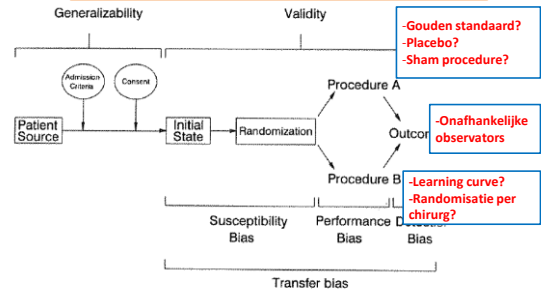 Generalizability
Validity
-Gouden standaard?
-Placebo?
-Sham procedure?
Admission
Criteria
Consent
Procedure A
Patient
Source
Initial
State
Randomization
Outcor
-Onafhankelijke
observators
Procedure B
-Learning curve?
-Randomisatie per
chirurg?
Susceptibility
Bias
Performance
Bias
Bias
Transfer bias